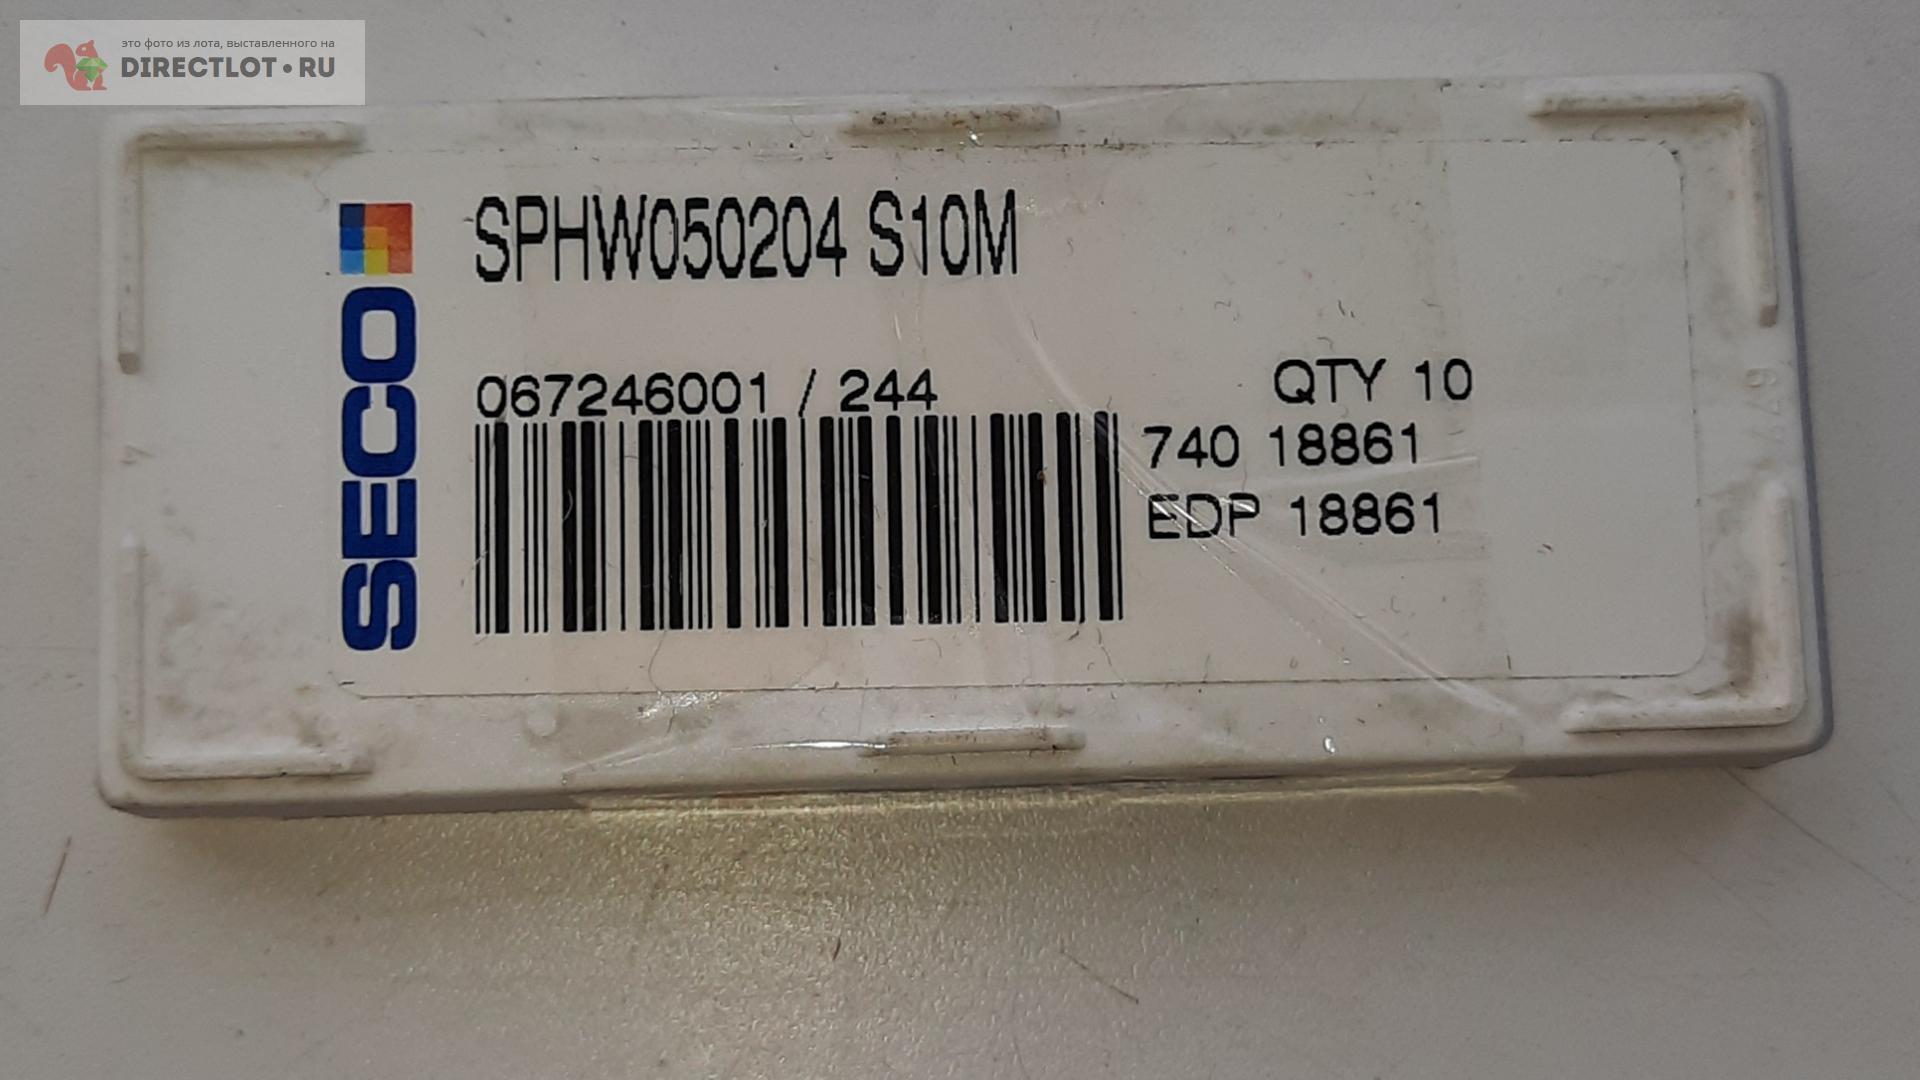 это фото из лота, выставленного на
DIRECTLOT•RU
SPHW050204 S10M
SECO
067246001 / 244
QTY 10
740 18861
EDP 18861